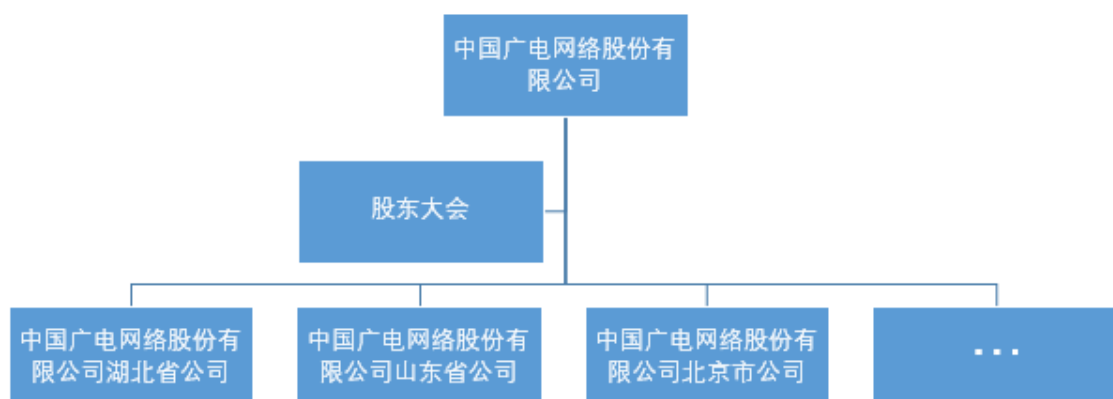 中国广电网络股份有
限公司
股东大会
中国广电网络股份有
限公司湖北省公司
中国广电网络股份有
限公司山东省公司
中国广电网络股份有
限公司北京市公司
...